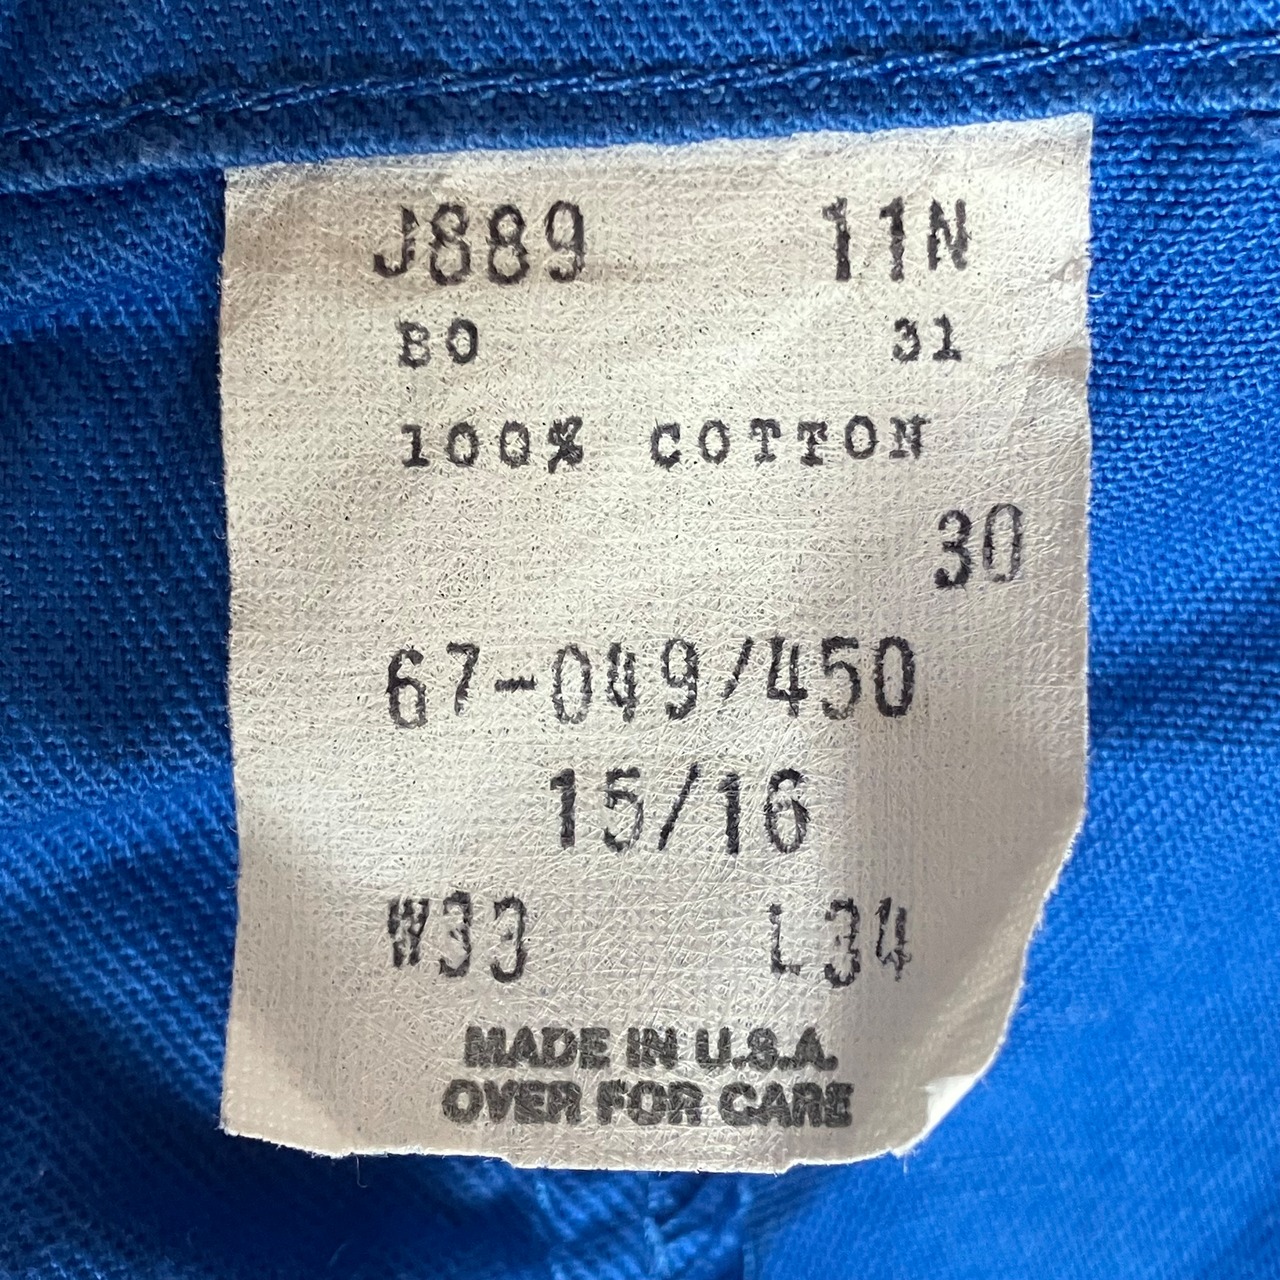 J889 11N
BO 31
100% COTTON
30
67-049/450
15/16
W33 L34
MADE IN U.S.A.
OVER FOR CARE